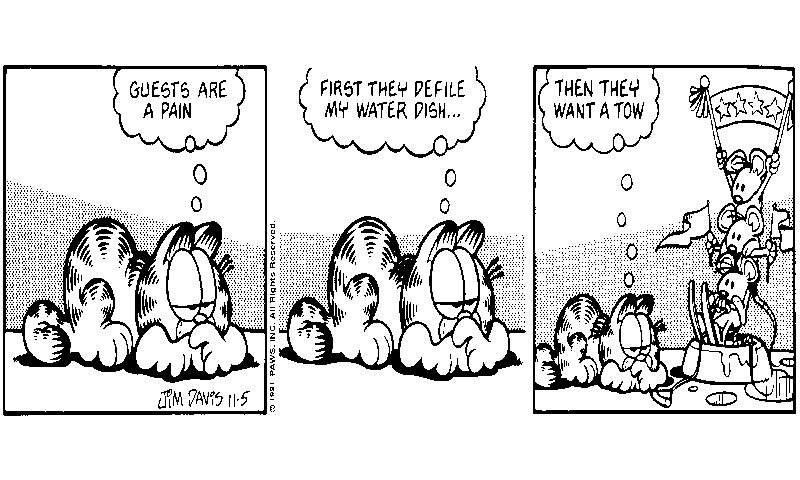 GUESTS ARE
A PAIN
JIM DAVIS 11-5
© 1981 PAWS, INC. All Rights Reserved.
FIRST THEY DEFILE
MY WATER DISH...
THEN THEY
WANT A TOW